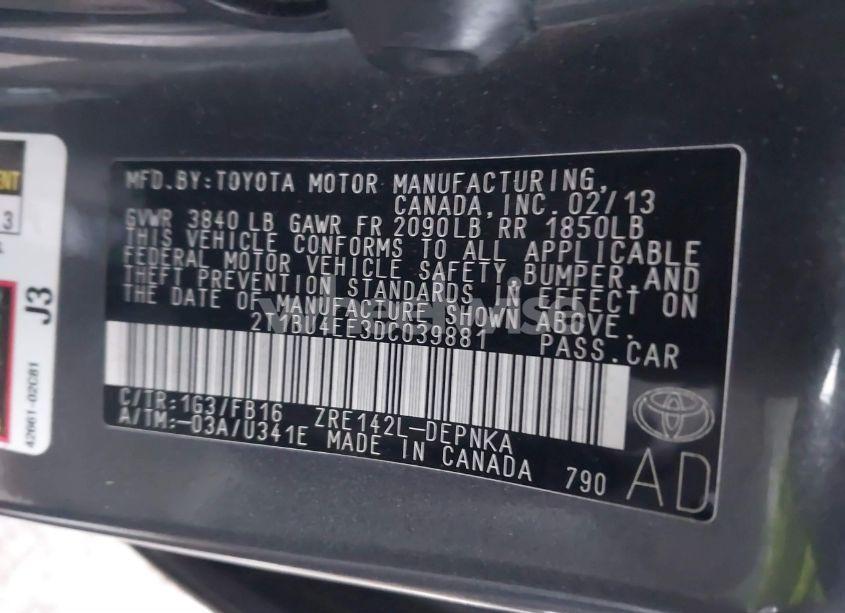 MFD.BY:TOYOTA MOTOR MANUFACTURING,
CANADA,INC. 02/13
GVWR 3840 LB GAWR FR 2090LB RR 1850LB
THIS VEHICLE CONFORMS TO ALL APPLICABLE
FEDERAL MOTOR VEHICLE SAFETY,BUMPER,AND
THEFT PREVENTION STANDARDS IN EFFECT ON
THE DATE OF MANUFACTURE SHOWN ABOVE.
2T1BU4EE3DC039881 PASS.CAR
C/TR:1G3/FB16 ZRE142L-DEPNKA
A/TM:-03A/U341E MADE IN CANADA 790
AD
J3
42661-02C81